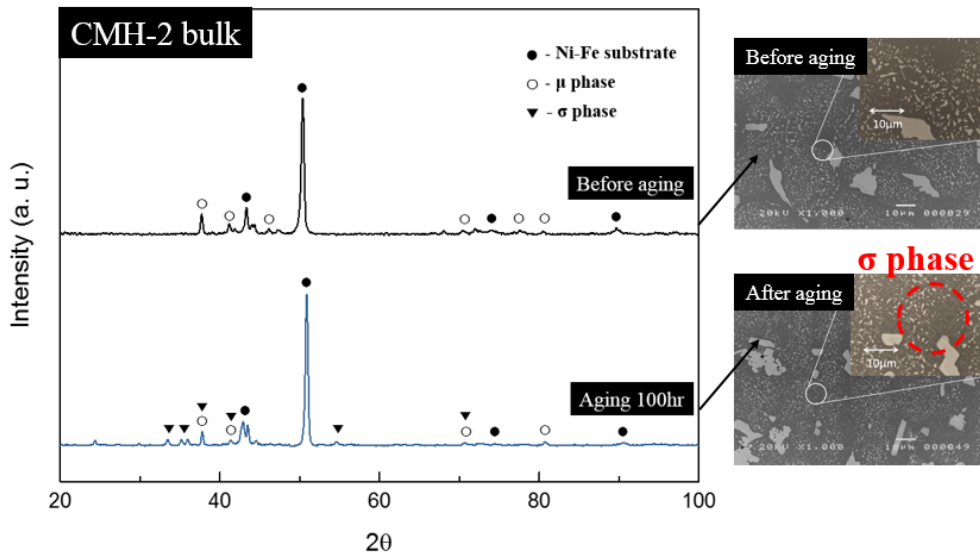 CMH-2 bulk
● - Ni-Fe substrate
○ - μ phase
▼ - σ phase
Before aging
Aging 100hr
Intensity (a. u.)
20 40 60 80 100
2θ
Before aging
10μm
20kV X1,000 10μm 000029
σ phase
After aging
10μm
20kV X1,000 10μm 000049